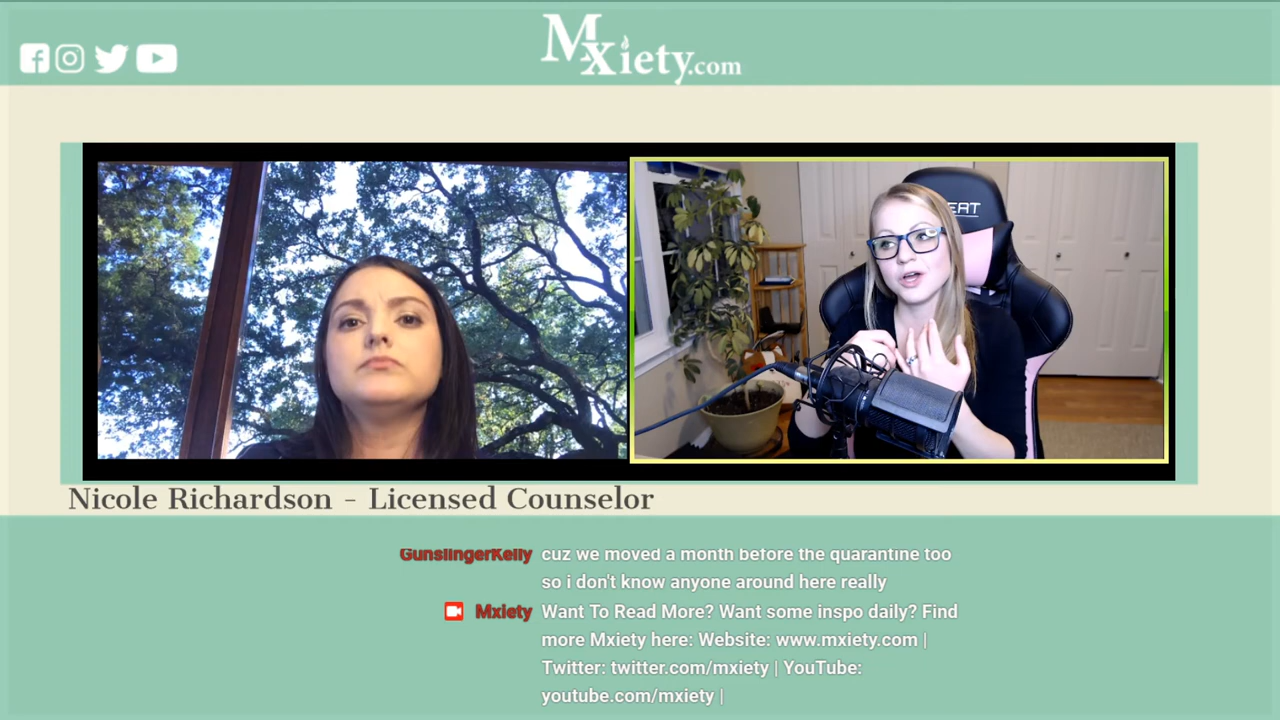 Mxiety.com
EAT
Nicole Richardson - Licensed Counselor
GunslingerKelly cuz we moved a month before the quarantine too
so i don't know anyone around here really
Mxiety Want To Read More? Want some inspo daily? Find
more Mxiety here: Website: www.mxiety.com |
Twitter: twitter.com/mxiety | YouTube:
youtube.com/mxiety |